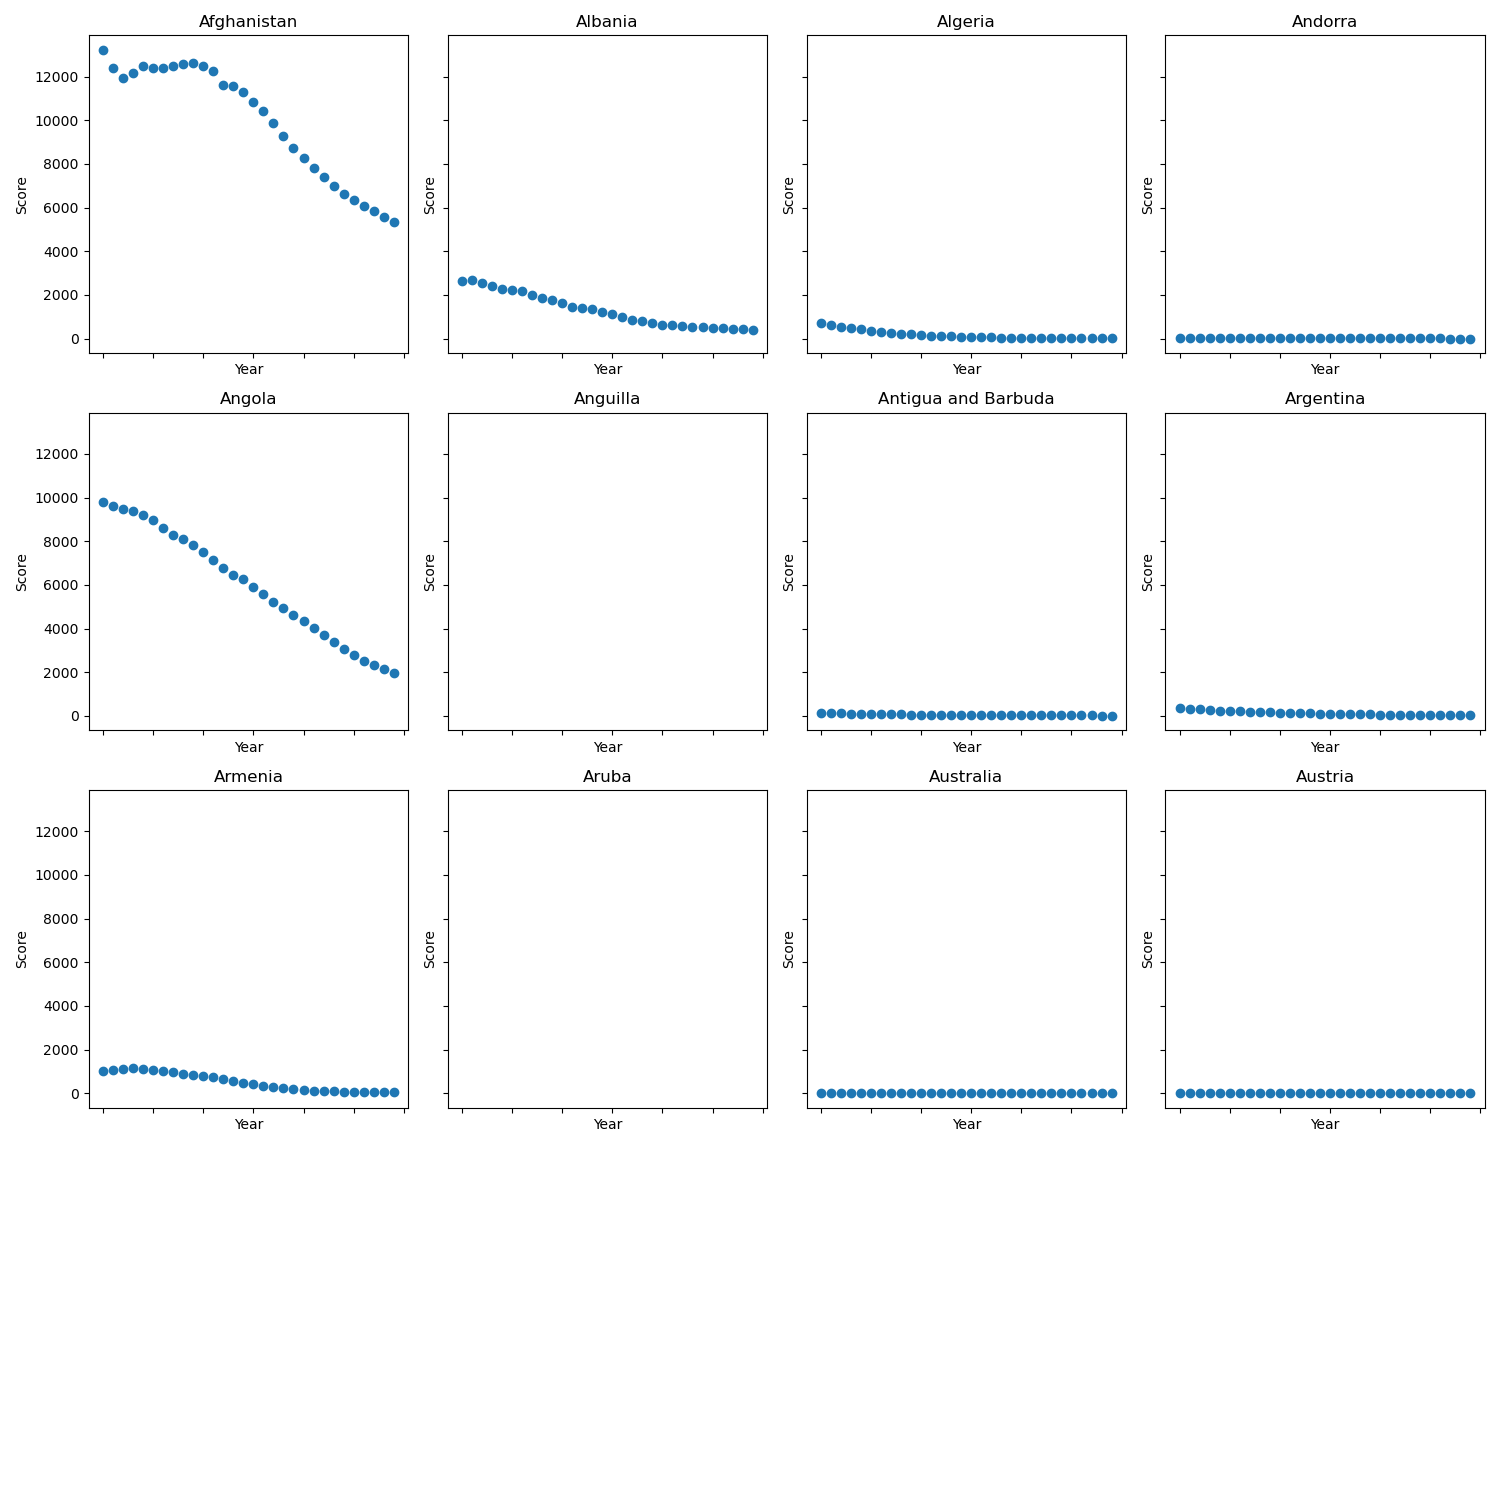 Afghanistan
Albania
Algeria
Andorra
12000
10000
8000
6000
4000
2000
0
Score
Score
Score
Score
Year
Year
Year
Year
Angola
Anguilla
Antigua and Barbuda
Argentina
12000
10000
8000
6000
4000
2000
0
Score
Score
Score
Score
Year
Year
Year
Year
Armenia
Aruba
Australia
Austria
12000
10000
8000
6000
4000
2000
0
Score
Score
Score
Score
Year
Year
Year
Year